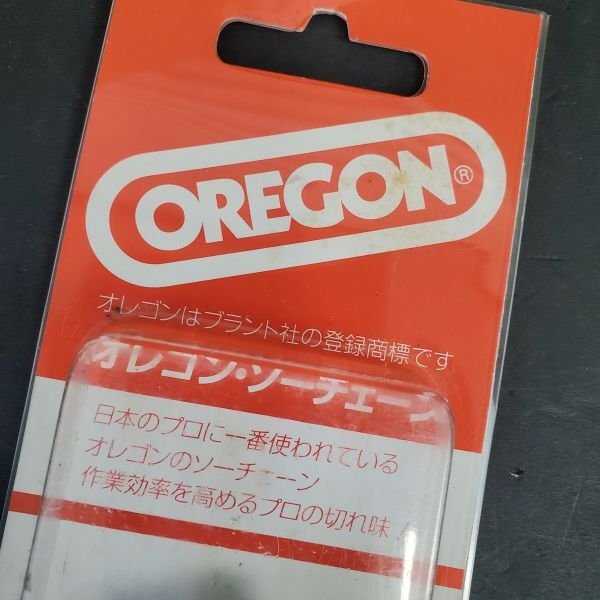 OREGON®
オレゴンはブラント社の登録商標です
オレゴン・ソーチェーン
日本のプロに一番使われている
オレゴンのソーチェーン
作業効率を高めるプロの切れ味!